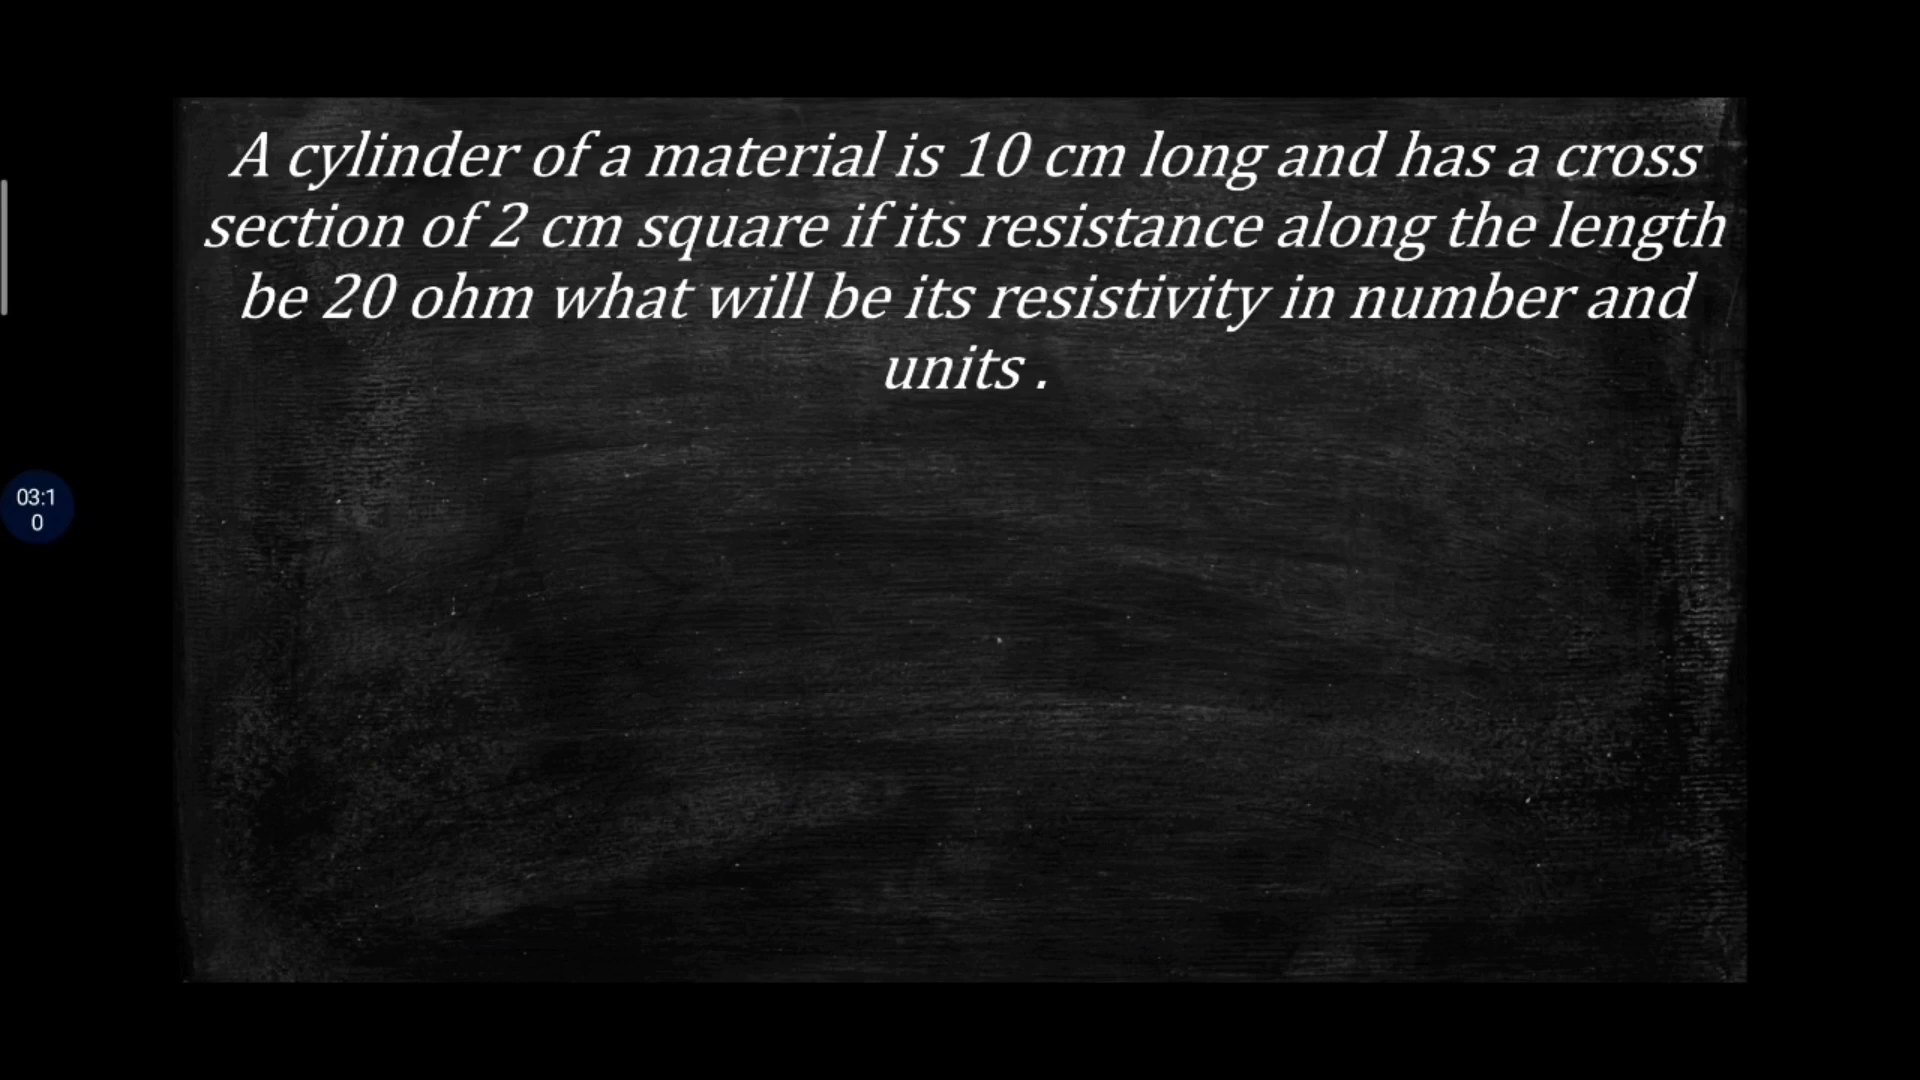 A cylinder of a material is 10 cm long and has a cross
section of 2 cm square if its resistance along the length
be 20 ohm what will be its resistivity in number and
units .
03:1
0